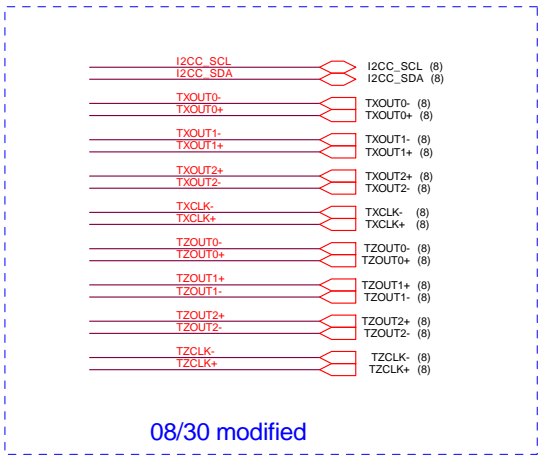 I2CC_SCL I2CC_SCL (8)
I2CC_SDA I2CC_SDA (8)
TXOUT0- TXOUT0- (8)
TXOUT0+ TXOUT0+ (8)
TXOUT1- TXOUT1- (8)
TXOUT1+ TXOUT1+ (8)
TXOUT2+ TXOUT2+ (8)
TXOUT2- TXOUT2- (8)
TXCLK- TXCLK- (8)
TXCLK+ TXCLK+ (8)
TZOUT0- TZOUT0- (8)
TZOUT0+ TZOUT0+ (8)
TZOUT1+ TZOUT1+ (8)
TZOUT1- TZOUT1- (8)
TZOUT2+ TZOUT2+ (8)
TZOUT2- TZOUT2- (8)
TZCLK- TZCLK- (8)
TZCLK+ TZCLK+ (8)
08/30 modified